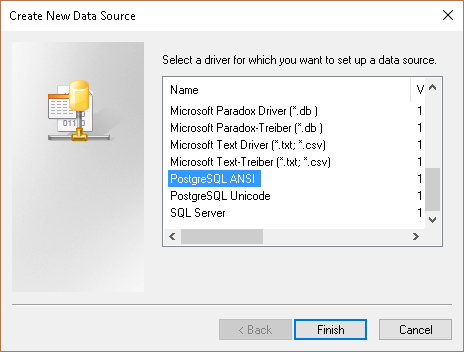 Create New Data Source
Select a driver for which you want to set up a data source.
Name V
Microsoft Paradox Driver (*.db ) 1
Microsoft Paradox-Treiber (*.db ) 1
Microsoft Text Driver (*.txt; *.csv) 1
Microsoft Text-Treiber (*.txt; *.csv) 1
PostgreSQL ANSI 1
PostgreSQL Unicode 1
SQL Server 1
< Back
Finish
Cancel